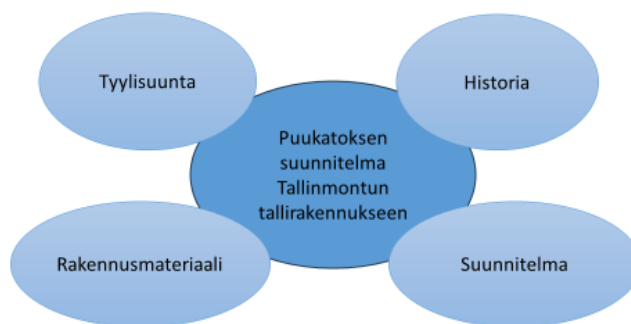 Tyylisuunta
Historia
Puukatoksen
suunnitelma
Tallinmontun
tallirakennukseen
Rakennusmateriaali
Suunnitelma